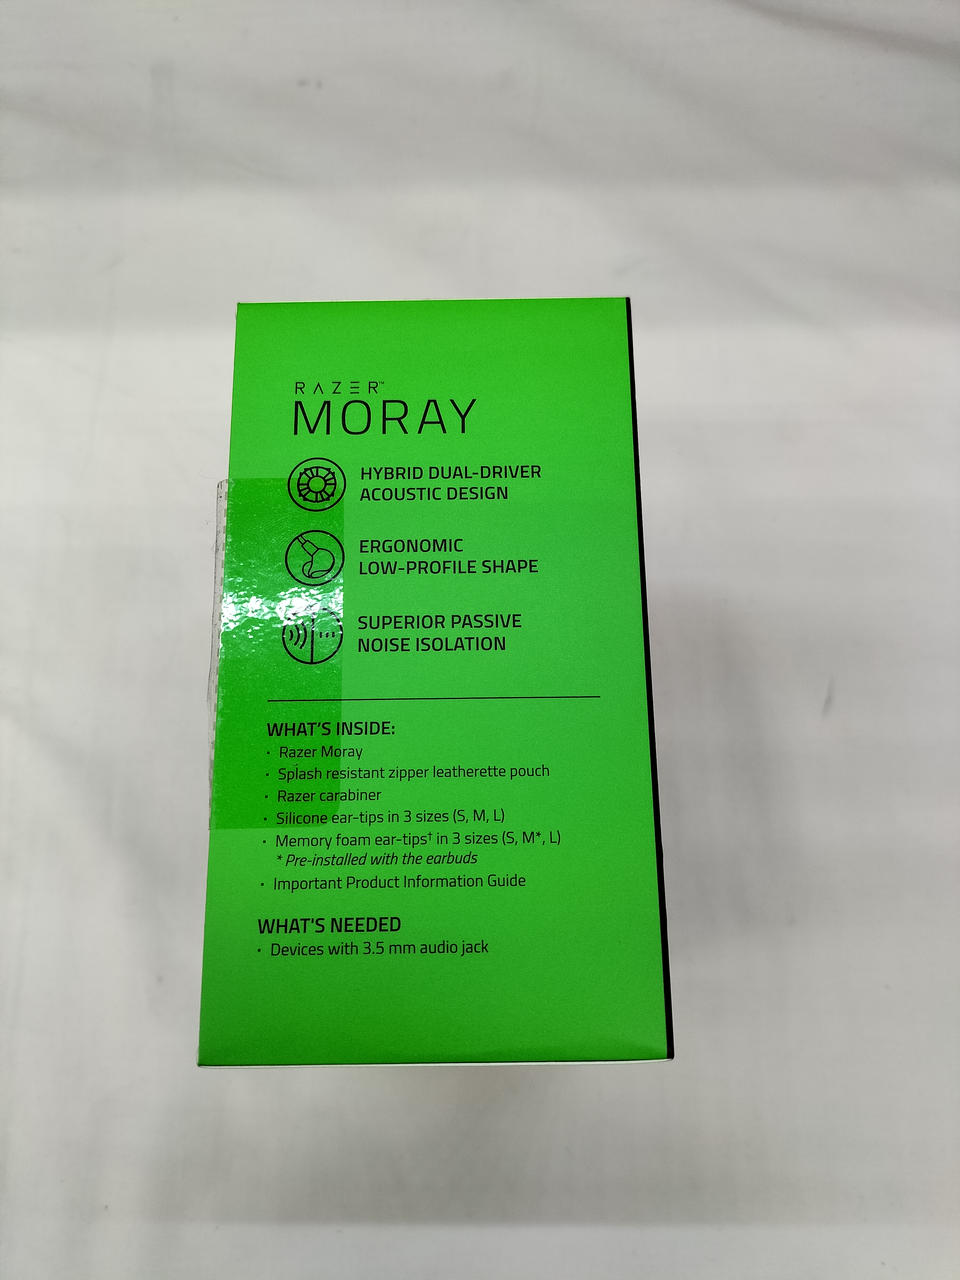 RAZER™
MORAY
HYBRID DUAL-DRIVER
ACOUSTIC DESIGN
ERGONOMIC
LOW-PROFILE SHAPE
SUPERIOR PASSIVE
NOISE ISOLATION
WHAT'S INSIDE:
· Razer Moray
· Splash resistant zipper leatherette pouch
· Razer carabiner
· Silicone ear-tips in 3 sizes (S, M, L)
· Memory foam ear-tips† in 3 sizes (S, M*, L)
* Pre-installed with the earbuds
· Important Product Information Guide
WHAT'S NEEDED
· Devices with 3.5 mm audio jack